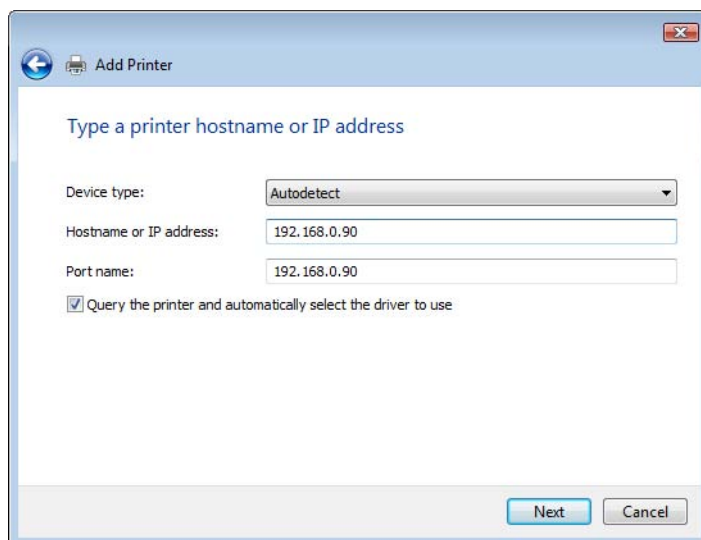 Add Printer
Type a printer hostname or IP address
Device type: Autodetect
Hostname or IP address: 192.168.0.90
Port name: 192.168.0.90
Query the printer and automatically select the driver to use
Next Cancel